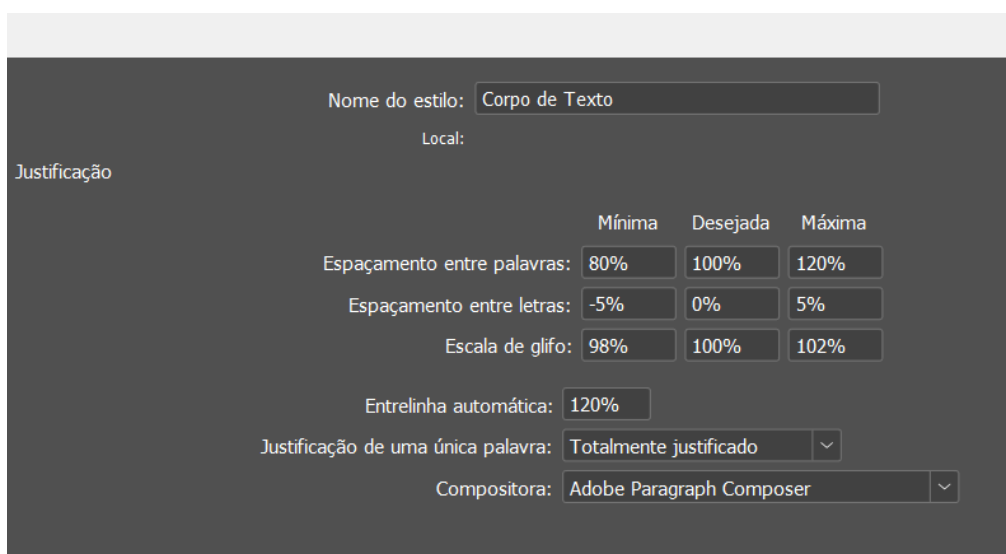 Nome do estilo: Corpo de Texto
Local:
Justificação
Mínima Desejada Máxima
Espaçamento entre palavras: 80% 100% 120%
Espaçamento entre letras: -5% 0% 5%
Escala de glifo: 98% 100% 102%
Entrelinha automática: 120%
Justificação de uma única palavra: Totalmente justificado
Compositora: Adobe Paragraph Composer